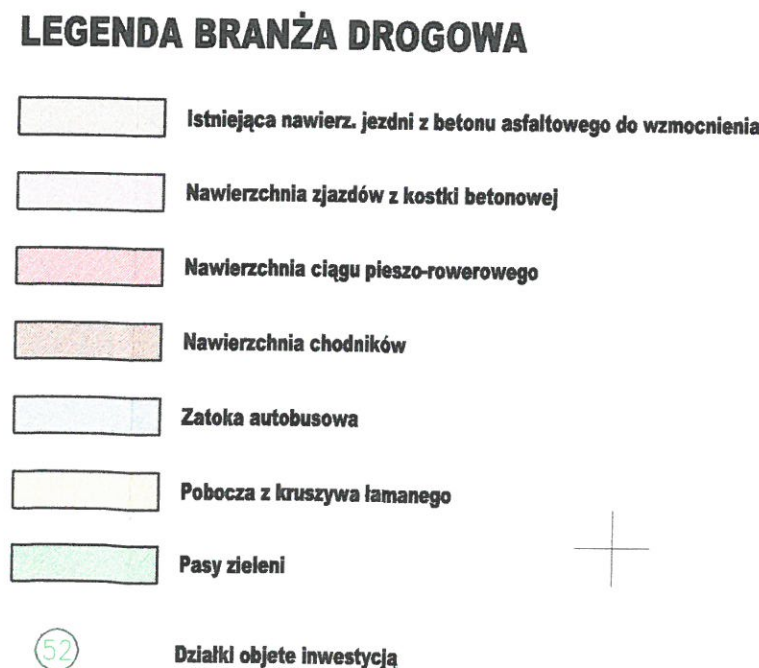 LEGENDA BRANŻA DROGOWA
Istniejąca nawierz. jezdni z betonu asfaltowego do wzmocnienia
Nawierzchnia zjazdów z kostki betonowej
Nawierzchnia ciągu pieszo-rowerowego
Nawierzchnia chodników
Zatoka autobusowa
Pobocza z kruszywa łamanego
Pasy zieleni
52 Działki objete inwestycją